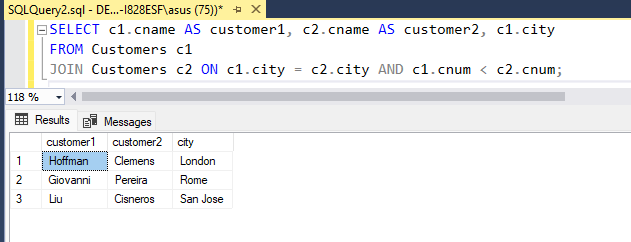 SQLQuery2.sql - DE...-I828ESF\asus (75))*
SELECT c1.cname AS customer1, c2.cname AS customer2, c1.city
FROM Customers c1
JOIN Customers c2 ON c1.city = c2.city AND c1.cnum < c2.cnum;
118 %
Results Messages
customer1 customer2 city
1 Hoffman Clemens London
2 Giovanni Pereira Rome
3 Liu Cisneros San Jose